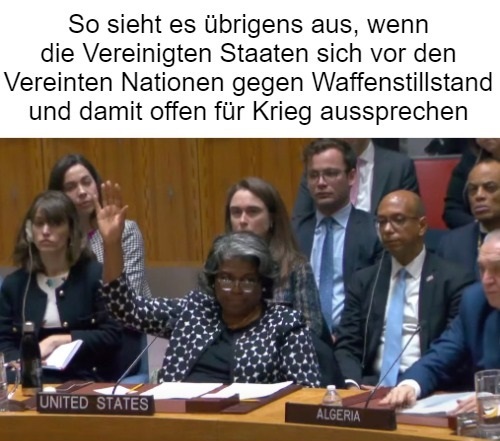 So sieht es übrigens aus, wenn
die Vereinigten Staaten sich vor den
Vereinten Nationen gegen Waffenstillstand
und damit offen für Krieg aussprechen
UNITED STATES
ALGERIA